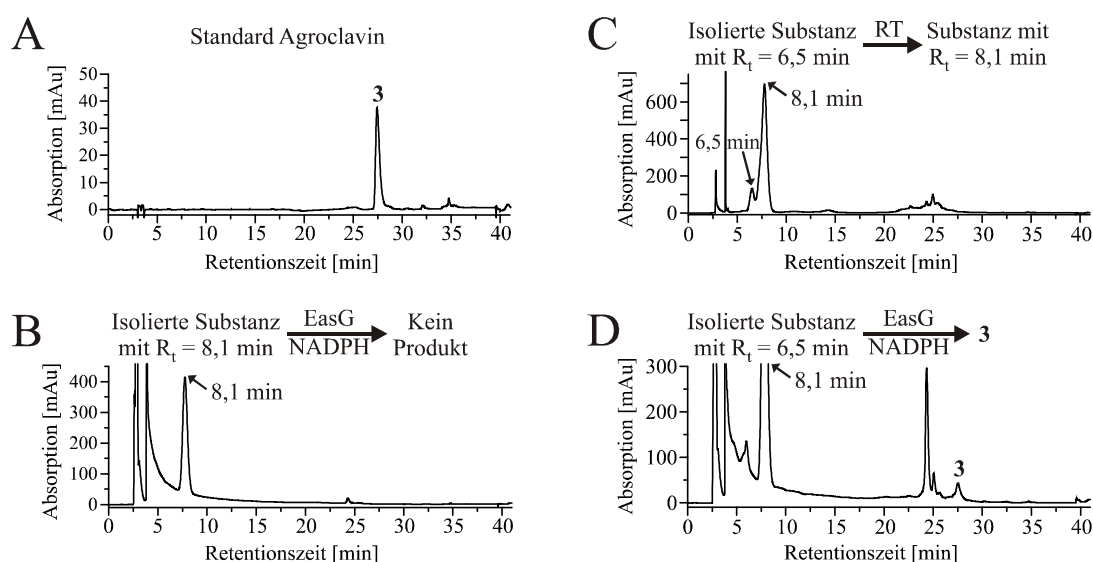 A
Standard Agroclavin
3
Absorption [mAu]
50
40
30
20
10
0
0 5 10 15 20 25 30 35 40
Retentionszeit [min]
B
Isolierte Substanz
mit Rt = 8,1 min
EasG
NADPH
Kein
Produkt
8,1 min
Absorption [mAu]
400
300
200
100
0
0 5 10 15 20 25 30 35 40
Retentionszeit [min]
C
Isolierte Substanz
mit Rt = 6,5 min
RT
Substanz mit
Rt = 8,1 min
8,1 min
6,5 min
Absorption [mAu]
600
400
200
0
0 5 10 15 20 25 30 35 40
Retentionszeit [min]
D
Isolierte Substanz
mit Rt = 6,5 min
EasG
NADPH
3
8,1 min
3
Absorption [mAu]
300
200
100
0
0 5 10 15 20 25 30 35 40
Retentionszeit [min]